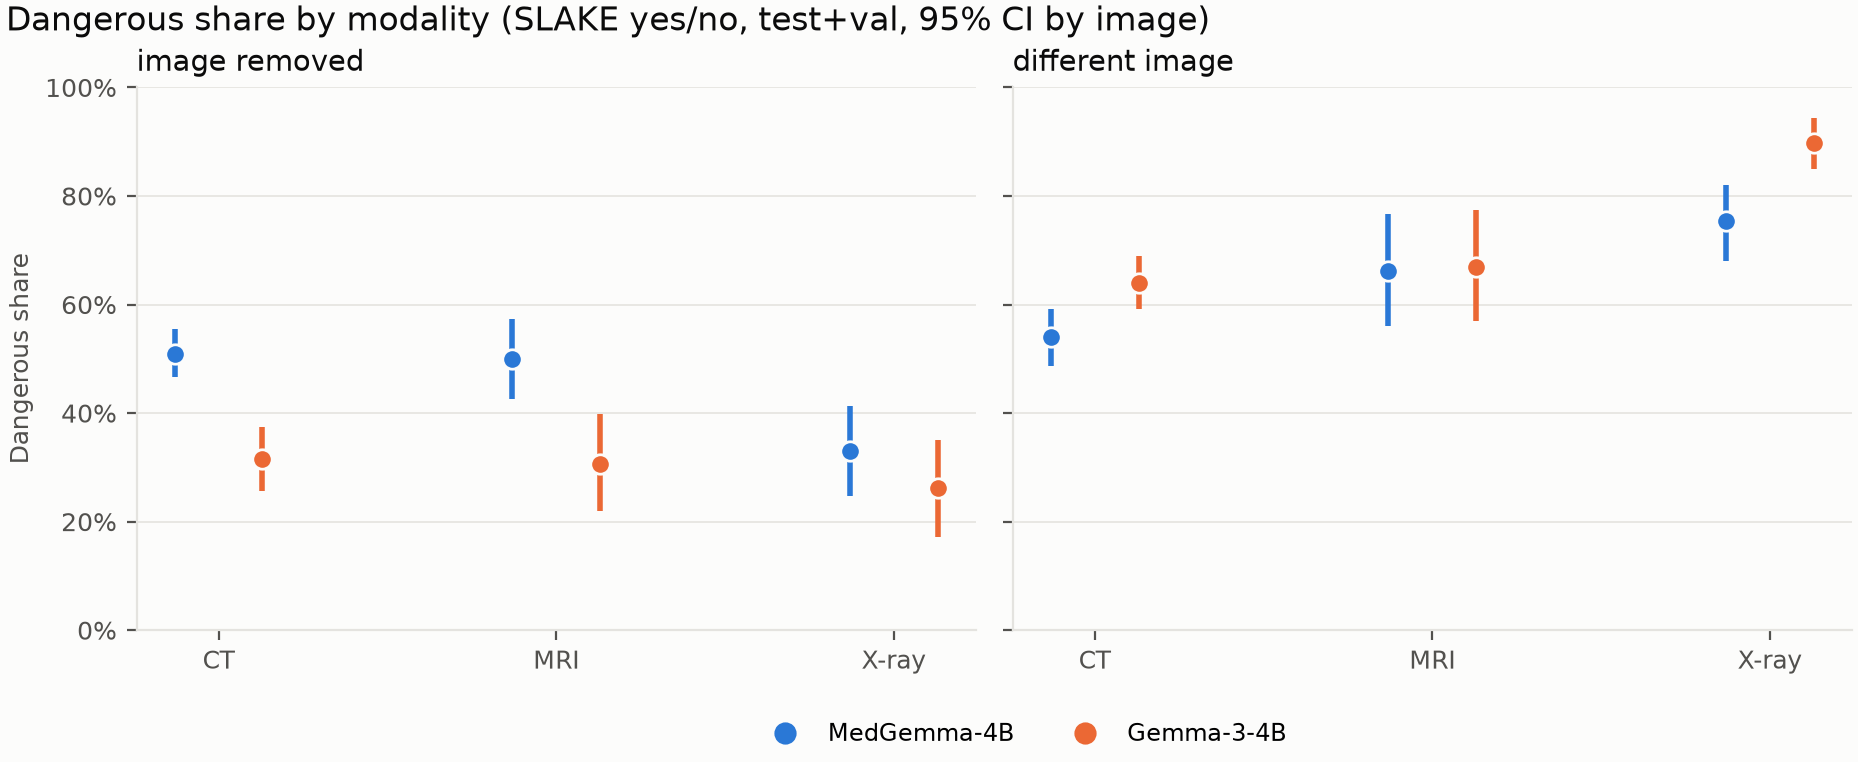 Dangerous share by modality (SLAKE yes/no, test+val, 95% CI by image)
image removed
different image
Dangerous share
100%
80%
60%
40%
20%
0%
CT MRI X-ray
CT MRI X-ray
MedGemma-4B Gemma-3-4B